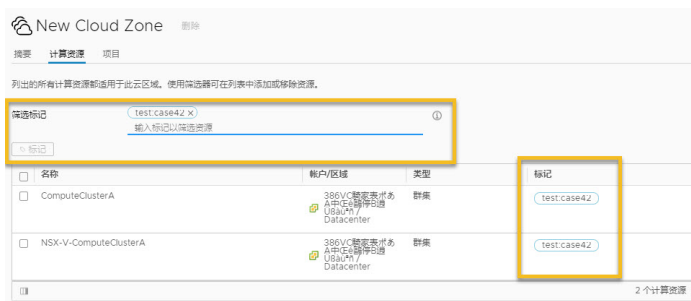 New Cloud Zone 删除
摘要 计算资源 项目
列出的所有计算资源都适用于此云区域。使用筛选器可在列表中添加或移除资源。
筛选标记 test:case42 ×
输入标记以筛选资源
标记
名称 帐户/区域 类型 标记
ComputeClusterA 群集 test:case42
Datacenter
NSX-V-ComputeClusterA 群集 test:case42
Datacenter
2 个计算资源